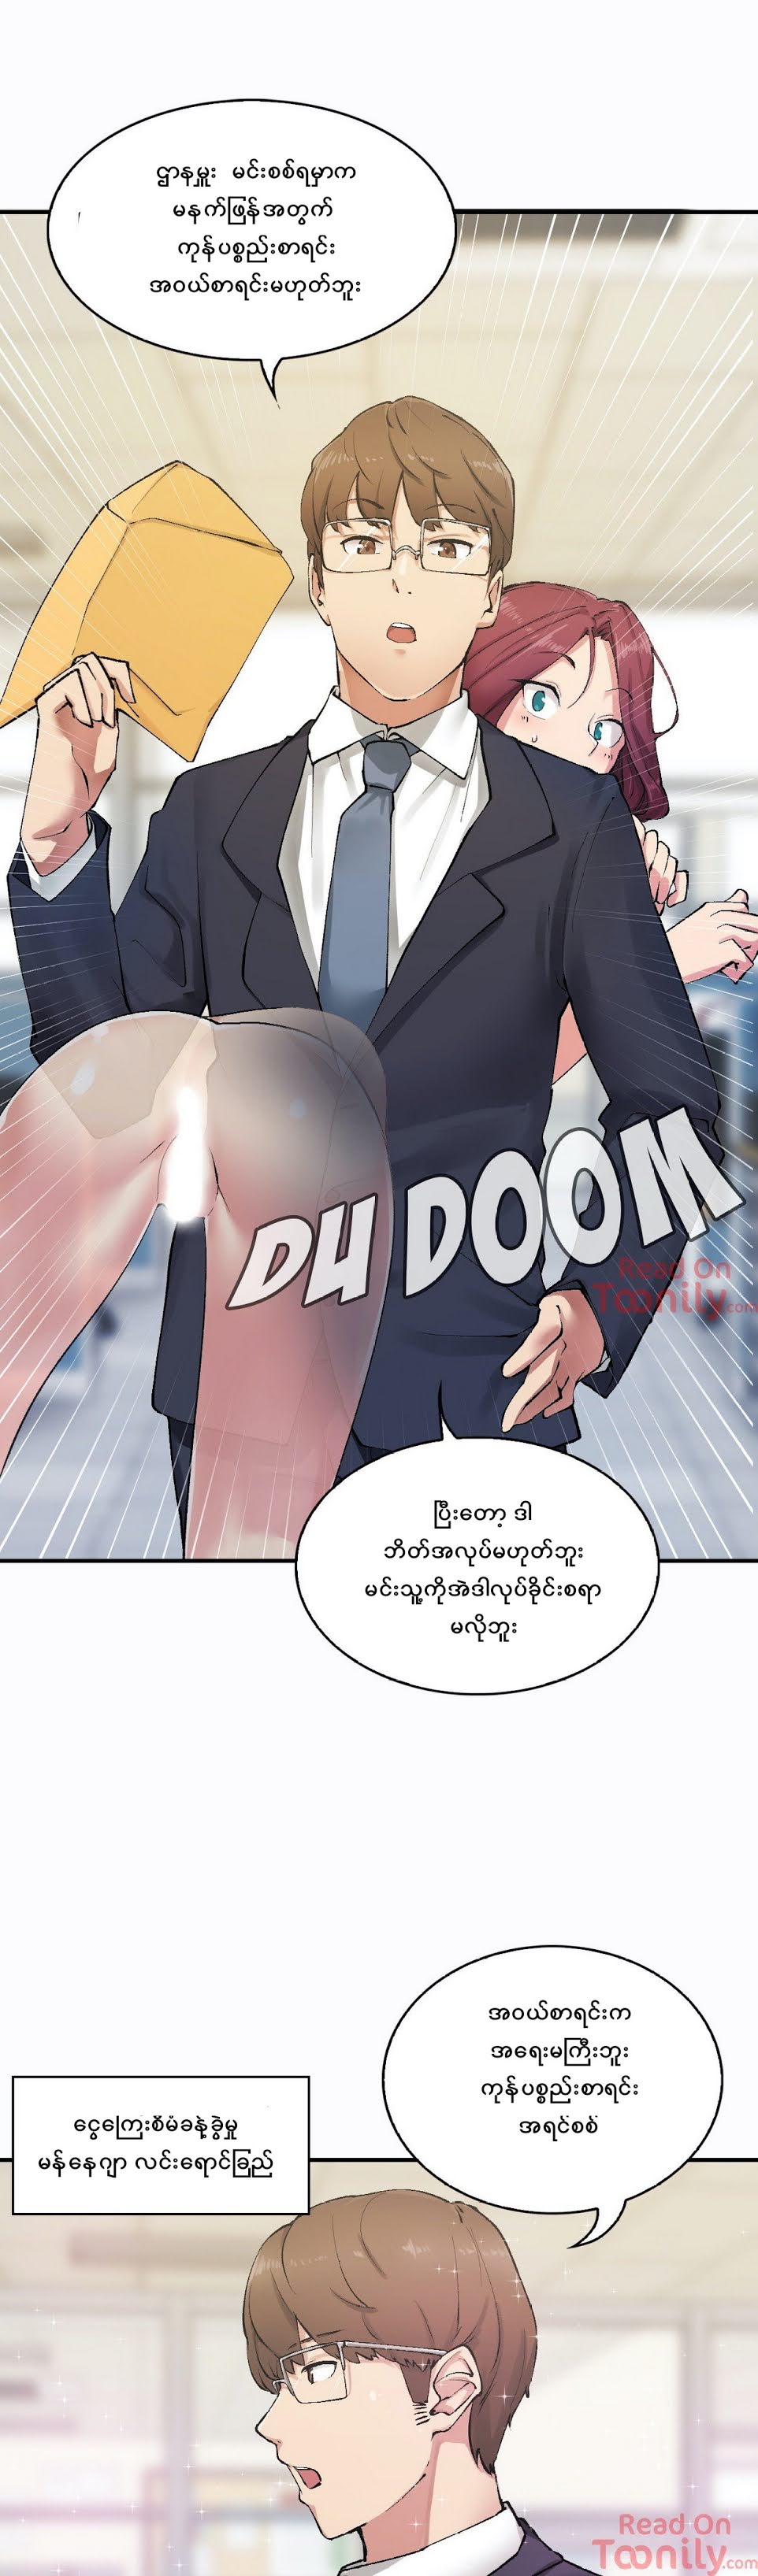 ဌာနမှူး မင်းစစ်ရမှာက
မနက်ဖြန်အတွက်
ကုန်ပစ္စည်းစာရင်း
အဝယ်စာရင်းမဟုတ်ဘူး
DU DOOM
Read On
Toonily.com
ပြီးတော့ ဒါ
ဘိတ်အလုပ်မဟုတ်ဘူး
မင်းသူ့ကိုအဲဒါလုပ်ခိုင်းစရာ
မလိုဘူး
အဝယ်စာရင်းက
အရေးမကြီးဘူး
ကုန်ပစ္စည်းစာရင်း
အရင်စစ်
ငွေကြေးစီမံခန့်ခွဲမှု
မန်နေဂျာ လင်းရောင်ခြည်
Read On
Toonily.com